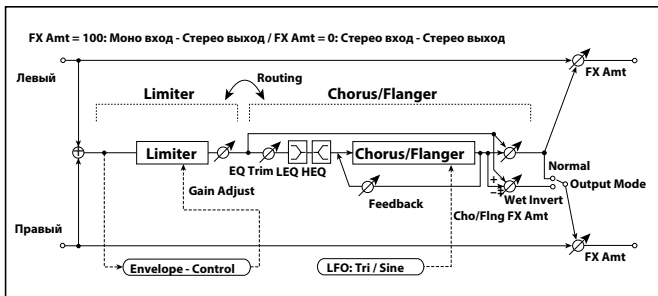 FX Amt = 100: Моно вход - Стерео выход / FX Amt = 0: Стерео вход - Стерео выход
Левый
FX Amt
Routing
Limiter
Chorus/Flanger
Limiter
EQ Trim
LEQ
HEQ
Chorus/Flanger
Normal
Output Mode
Wet Invert
Gain Adjust
Feedback
+
−
Cho/Flng FX Amt
Правый
FX Amt
Envelope - Control
LFO: Tri / Sine